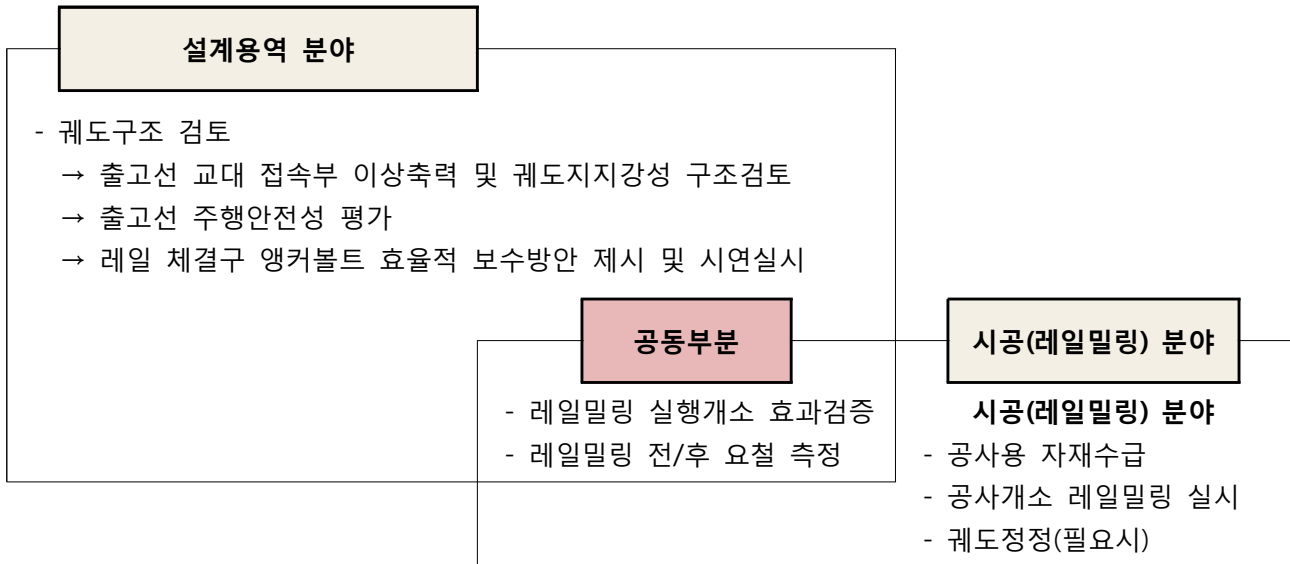 설계용역 분야
- 궤도구조 검토
→ 출고선 교대 접속부 이상축력 및 궤도지지강성 구조검토
→ 출고선 주행안전성 평가
→ 레일 체결구 앵커볼트 효율적 보수방안 제시 및 시연실시
공동부분
- 레일밀링 실행개소 효과검증
- 레일밀링 전/후 요철 측정
시공(레일밀링) 분야
시공(레일밀링) 분야
- 공사용 자재수급
- 공사개소 레일밀링 실시
- 궤도정정(필요시)